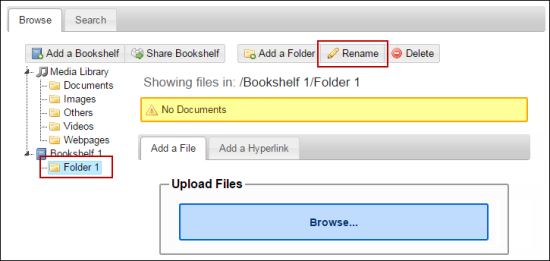 Browse Search
Add a Bookshelf Share Bookshelf Add a Folder Rename Delete
Media Library
Documents
Images
Others
Videos
Webpages
Bookshelf 1
Folder 1
Showing files in: /Bookshelf 1/Folder 1
No Documents
Add a File Add a Hyperlink
Upload Files
Browse...